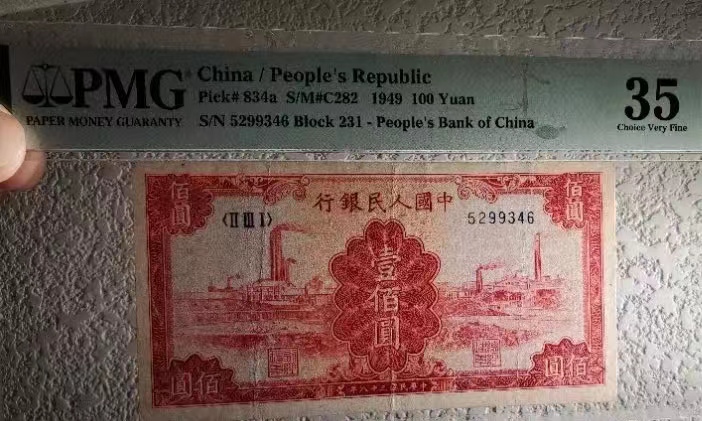 PMG
PAPER MONEY GUARANTY
China / People's Republic
Pick# 834a S/M#C282 1949 100 Yuan
S/N 5299346 Block 231 - People's Bank of China
35
Choice Very Fine
佰圓
行銀民人國中
佰圓
〈II III I〉
5299346
壹佰圓
圓佰
圓佰